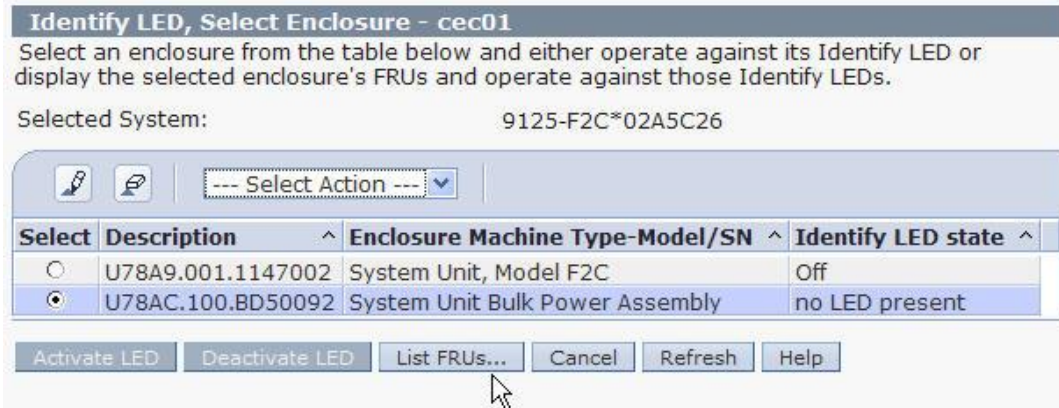 Identify LED, Select Enclosure - cec01
Select an enclosure from the table below and either operate against its Identify LED or
display the selected enclosure's FRUs and operate against those Identify LEDs.
Selected System: 9125-F2C*02A5C26
--- Select Action ---
Select Description ^ Enclosure Machine Type-Model/SN ^ Identify LED state ^
U78A9.001.1147002 System Unit, Model F2C Off
U78AC.100.BD50092 System Unit Bulk Power Assembly no LED present
Activate LED Deactivate LED List FRUs... Cancel Refresh Help